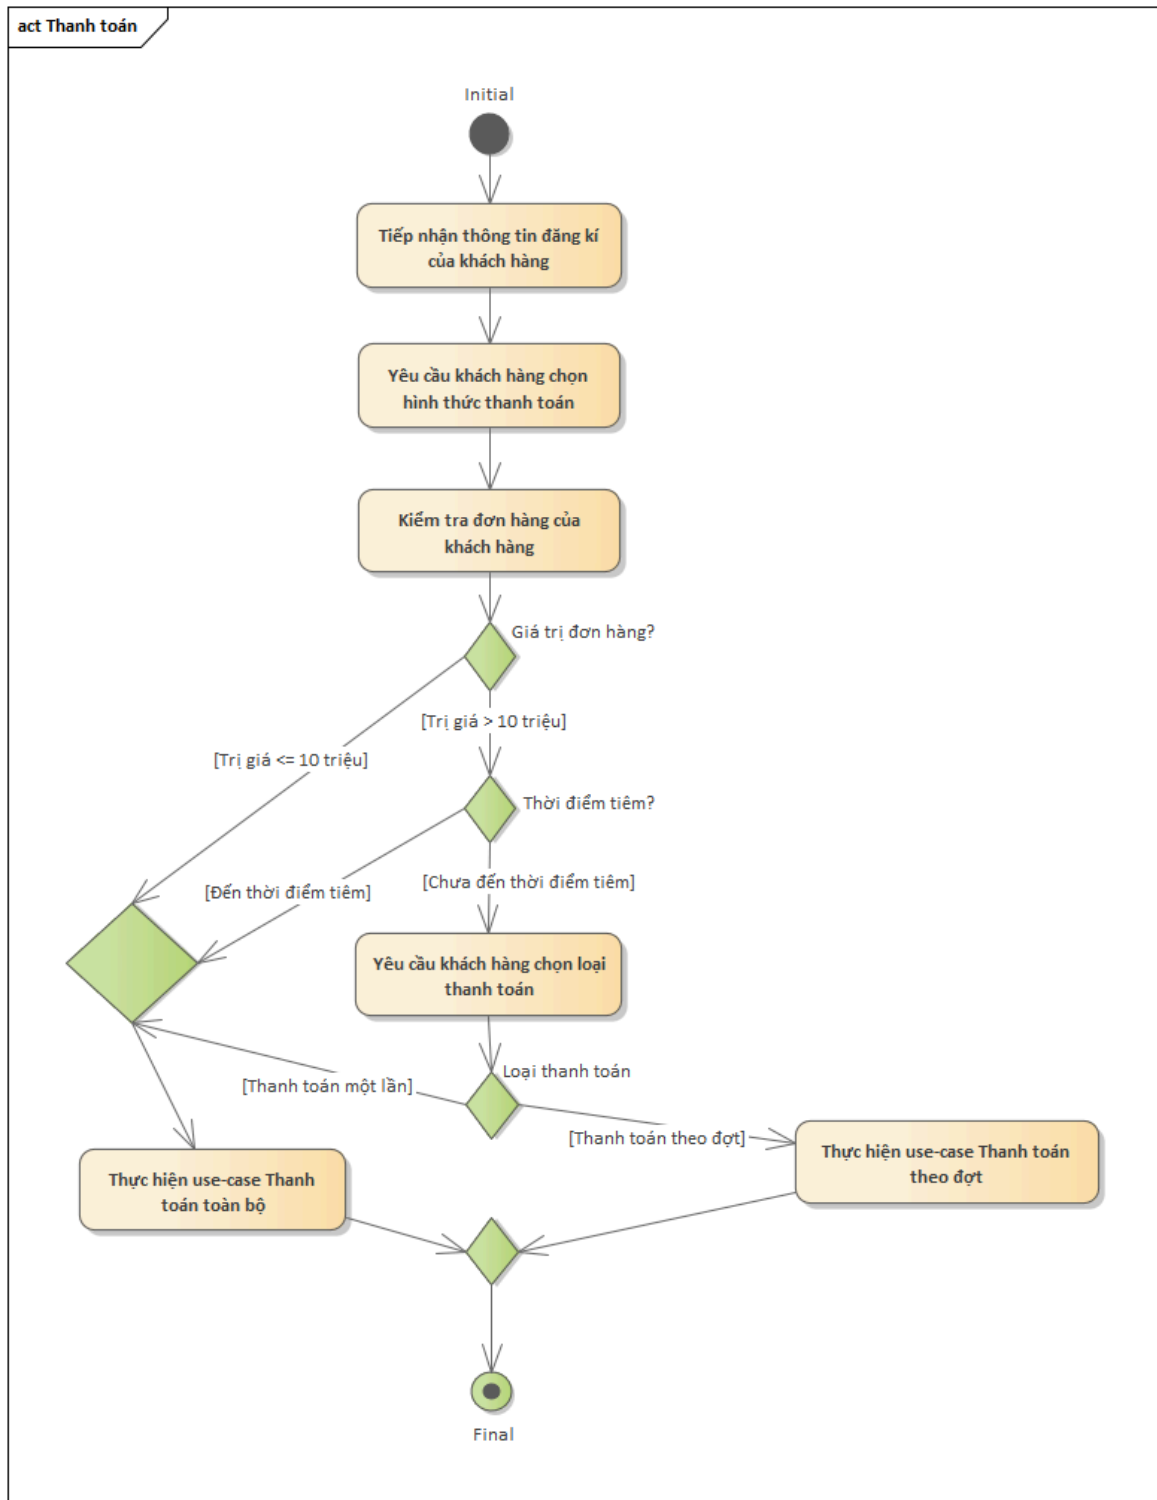 act Thanh toán
Initial
Tiếp nhận thông tin đăng kí
của khách hàng
Yêu cầu khách hàng chọn
hình thức thanh toán
Kiểm tra đơn hàng của
khách hàng
Giá trị đơn hàng?
[Trị giá > 10 triệu]
[Trị giá <= 10 triệu]
Thời điểm tiêm?
[Đến thời điểm tiêm]
[Chưa đến thời điểm tiêm]
Yêu cầu khách hàng chọn loại
thanh toán
Loại thanh toán
[Thanh toán một lần]
[Thanh toán theo đợt]
Thực hiện use-case Thanh
toán toàn bộ
Thực hiện use-case Thanh toán
theo đợt
Final